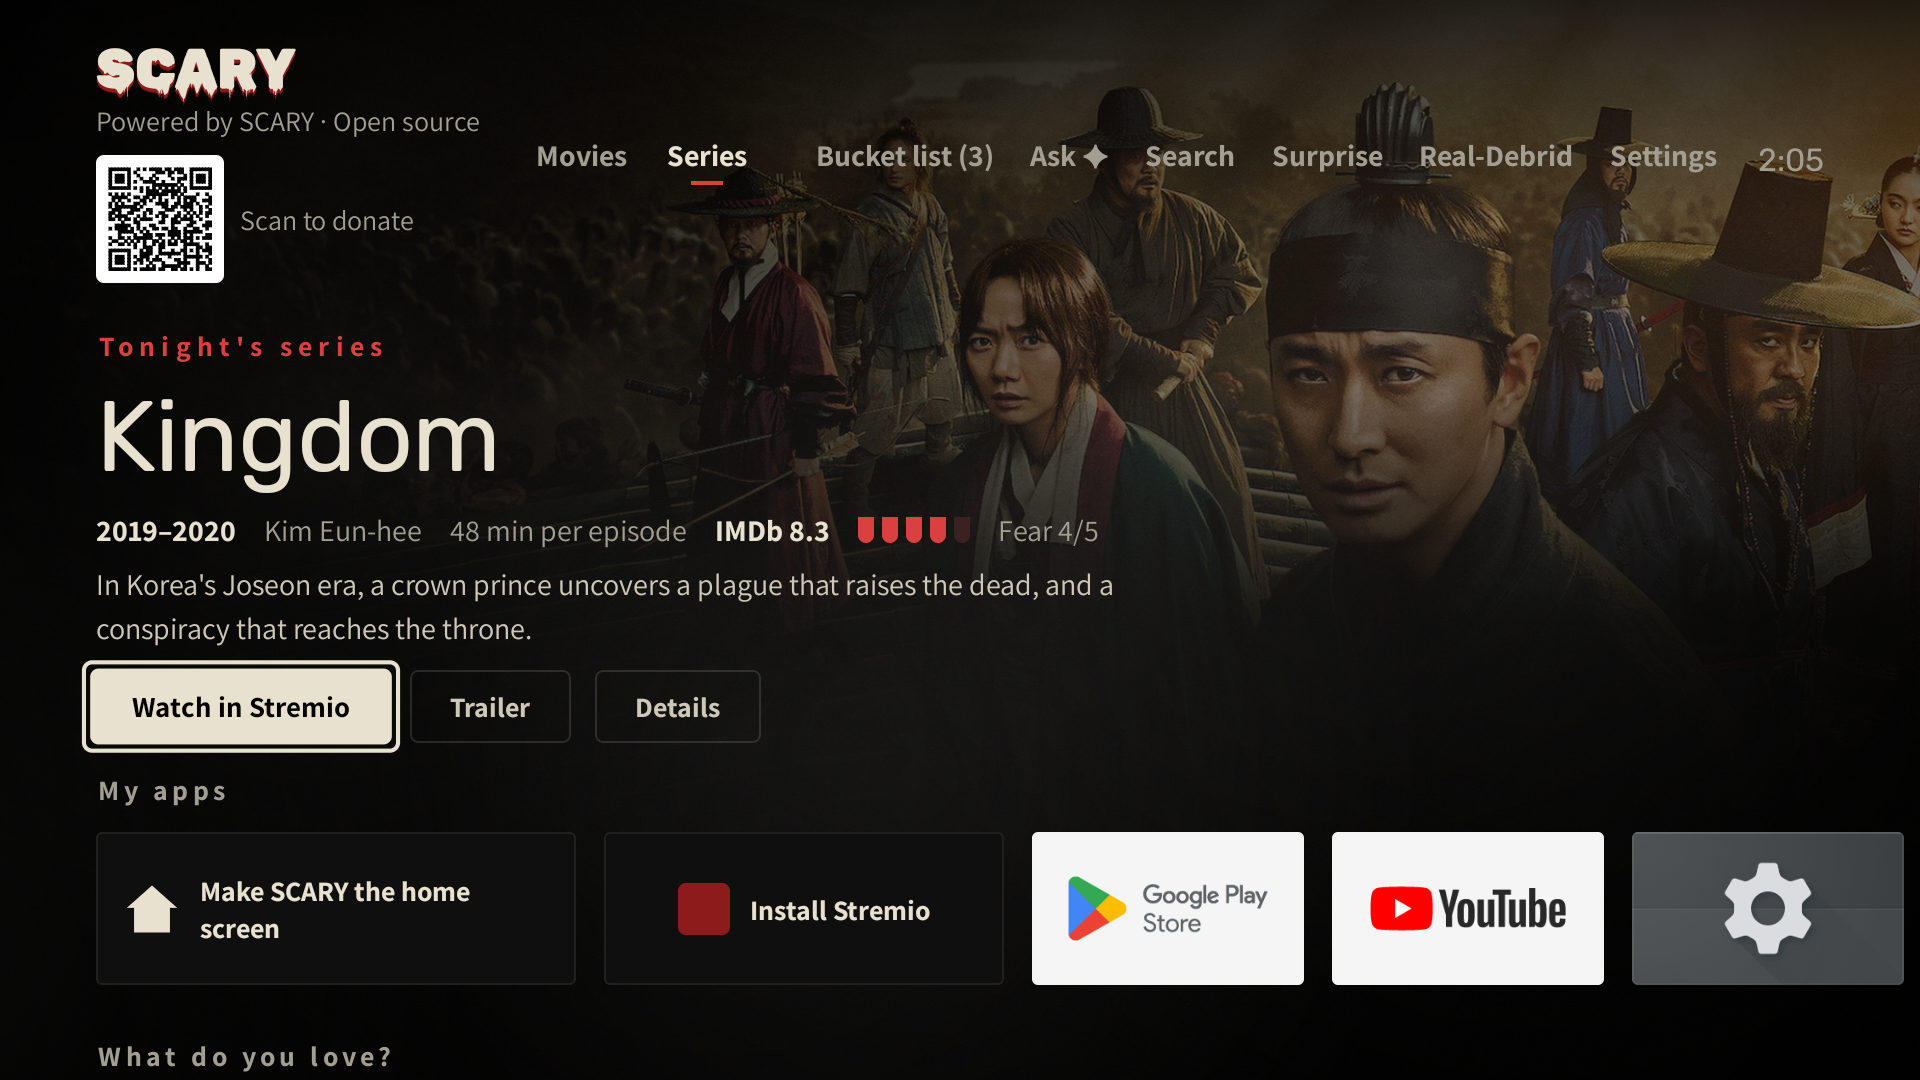 SCARY
Powered by SCARY · Open source
Scan to donate
Movies Series Bucket list (3) Ask Search Surprise Real-Debrid Settings 2:05
Tonight's series
Kingdom
2019–2020 Kim Eun-hee 48 min per episode IMDb 8.3 Fear 4/5
In Korea's Joseon era, a crown prince uncovers a plague that raises the dead, and a
conspiracy that reaches the throne.
Watch in Stremio Trailer Details
My apps
Make SCARY the home
screen
Install Stremio
Google Play
Store
YouTube
What do you love?